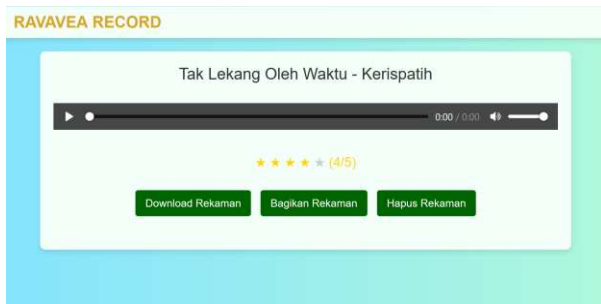 RAVAVEA RECORD
Tak Lekang Oleh Waktu - Kerispatih
0:00 / 0:00
★ ★ ★ ★ ★ (4/5)
Download Rekaman Bagikan Rekaman Hapus Rekaman